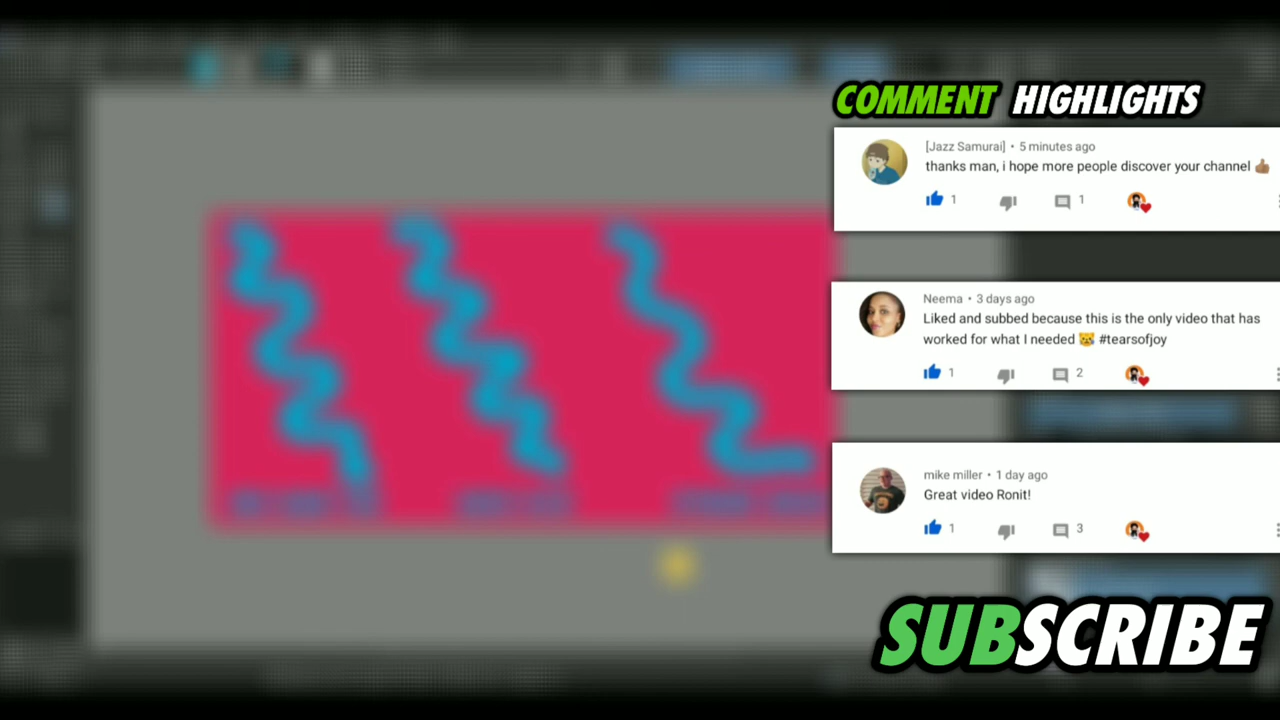 COMMENT HIGHLIGHTS
[Jazz Samurai] • 5 minutes ago
thanks man, i hope more people discover your channel 👍🏽
1 1
Neema • 3 days ago
Liked and subbed because this is the only video that has
worked for what I needed 😹 #tearsofjoy
1 2
mike miller • 1 day ago
Great video Ronit!
1 3
SUBSCRIBE